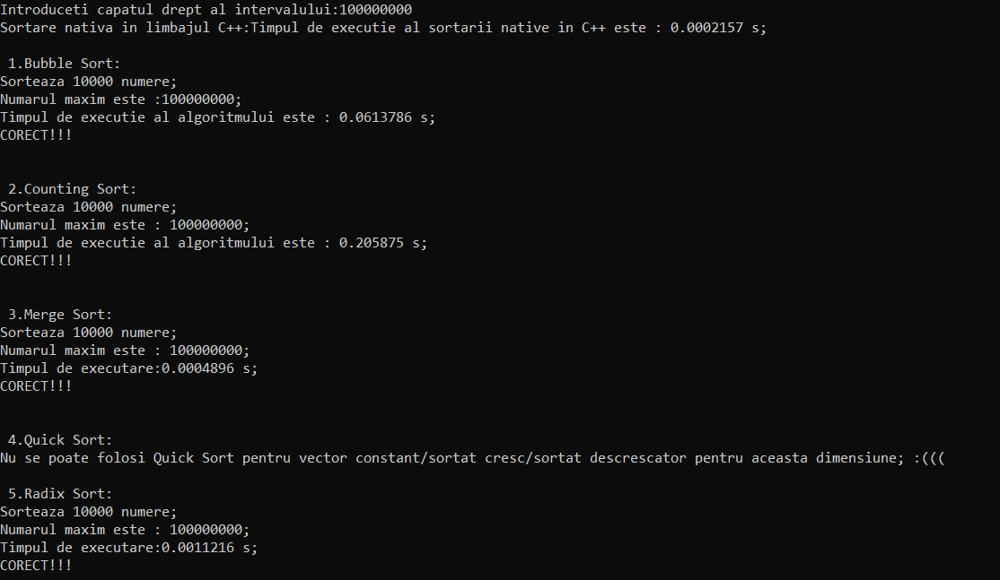 Introduceti capatul drept al intervalului:100000000
Sortare nativa in limbajul C++:Timpul de executie al sortarii native in C++ este : 0.0002157 s;
1.Bubble Sort:
Sorteaza 10000 numere;
Numarul maxim este :100000000;
Timpul de executie al algoritmului este : 0.0613786 s;
CORECT!!!
2.Counting Sort:
Sorteaza 10000 numere;
Numarul maxim este : 100000000;
Timpul de executie al algoritmului este : 0.205875 s;
CORECT!!!
3.Merge Sort:
Sorteaza 10000 numere;
Numarul maxim este : 100000000;
Timpul de executare:0.0004896 s;
CORECT!!!
4.Quick Sort:
Nu se poate folosi Quick Sort pentru vector constant/sortat cresc/sortat descrescator pentru aceasta dimensiune; :(((
5.Radix Sort:
Sorteaza 10000 numere;
Numarul maxim este : 100000000;
Timpul de executare:0.0011216 s;
CORECT!!!